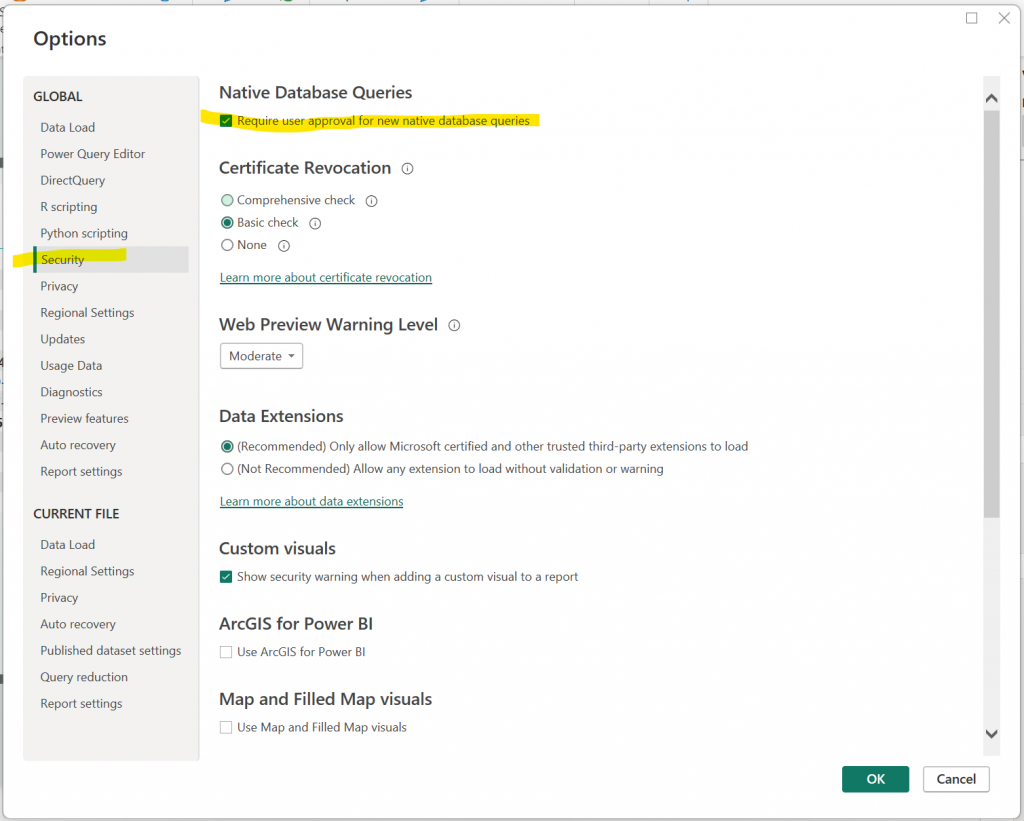 Options
GLOBAL
Data Load
Power Query Editor
DirectQuery
R scripting
Python scripting
Security
Privacy
Regional Settings
Updates
Usage Data
Diagnostics
Preview features
Auto recovery
Report settings
CURRENT FILE
Data Load
Regional Settings
Privacy
Auto recovery
Published dataset settings
Query reduction
Report settings
Native Database Queries
Require user approval for new native database queries
Certificate Revocation
Comprehensive check
Basic check
None
Learn more about certificate revocation
Web Preview Warning Level
Moderate
Data Extensions
(Recommended) Only allow Microsoft certified and other trusted third-party extensions to load
(Not Recommended) Allow any extension to load without validation or warning
Learn more about data extensions
Custom visuals
Show security warning when adding a custom visual to a report
ArcGIS for Power BI
Use ArcGIS for Power BI
Map and Filled Map visuals
Use Map and Filled Map visuals
OK
Cancel